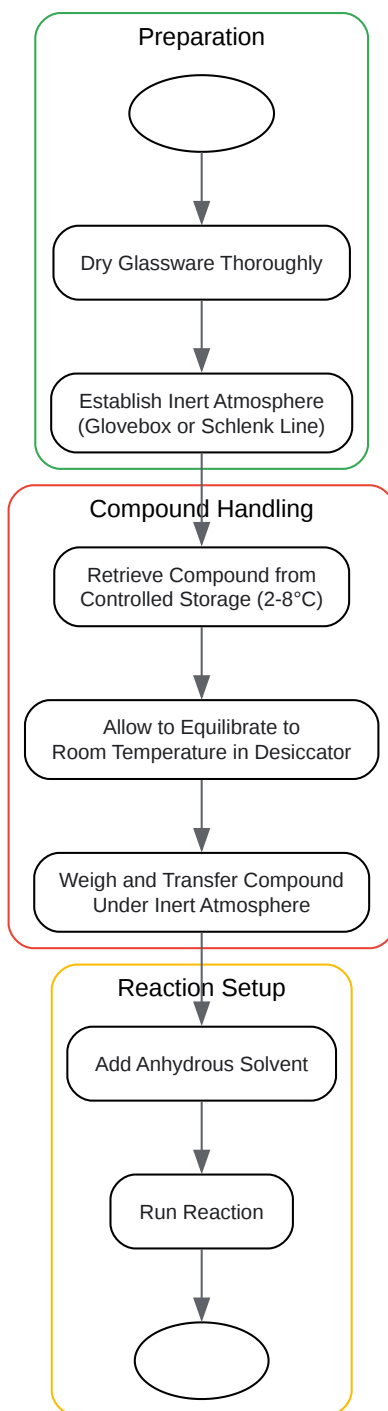 Preparation
Dry Glassware Thoroughly
Establish Inert Atmosphere
(Glovebox or Schlenk Line)
Compound Handling
Retrieve Compound from
Controlled Storage (2-8°C)
Allow to Equilibrate to
Room Temperature in Desiccator
Weigh and Transfer Compound
Under Inert Atmosphere
Reaction Setup
Add Anhydrous Solvent
Run Reaction